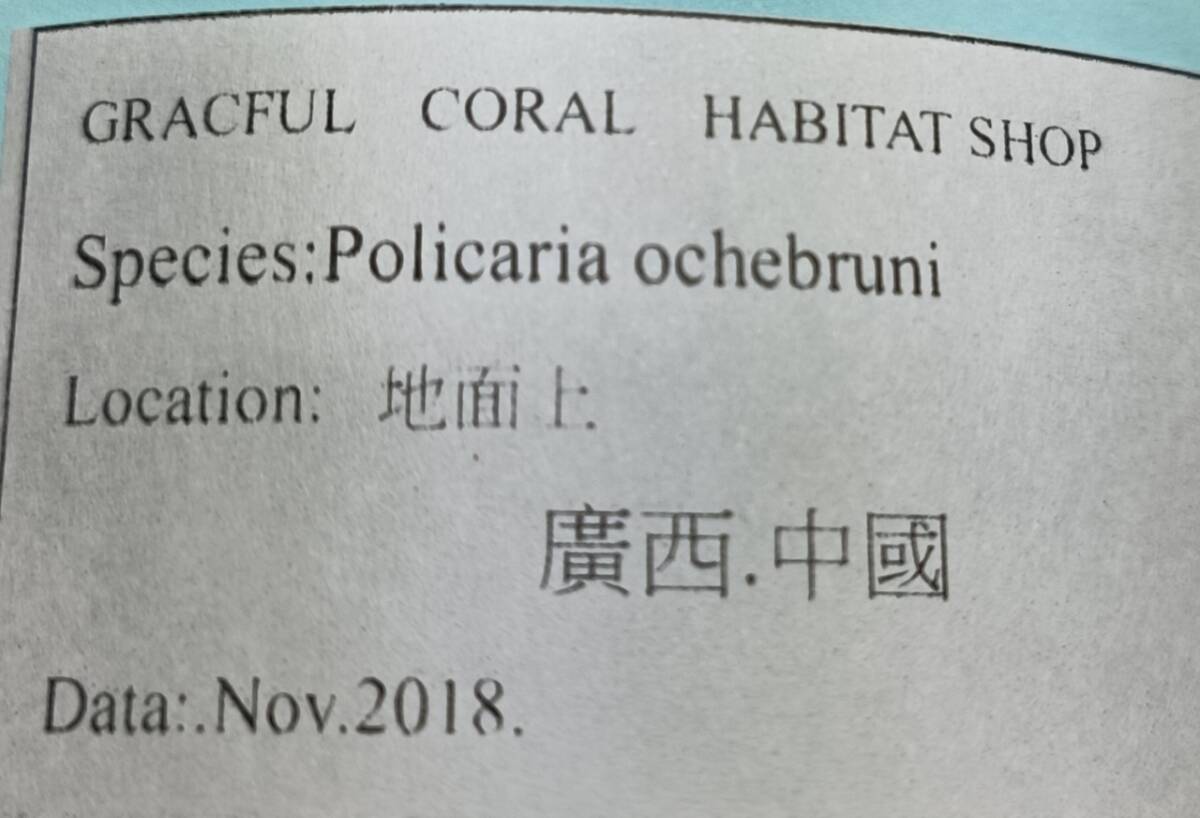 GRACFUL CORAL HABITAT SHOP
Species:Policaria ochebruni
Location: 地面上
廣西.中國
Data:.Nov.2018.